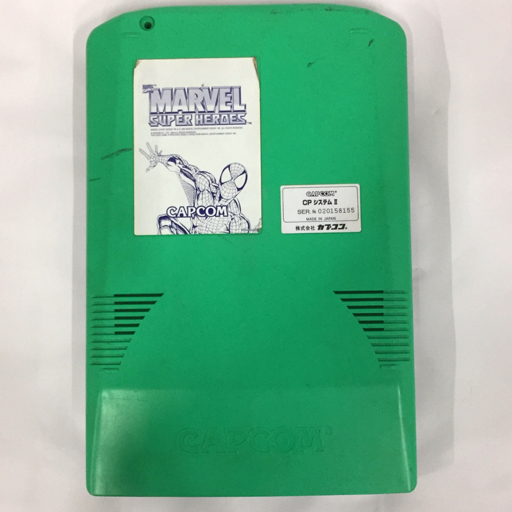 MARVEL
SUPER HEROES
CAPCOM
CAPCOM
CP システム II
SER. № 020158155
MADE IN JAPAN
株式会社 カプコン
CAPCOM